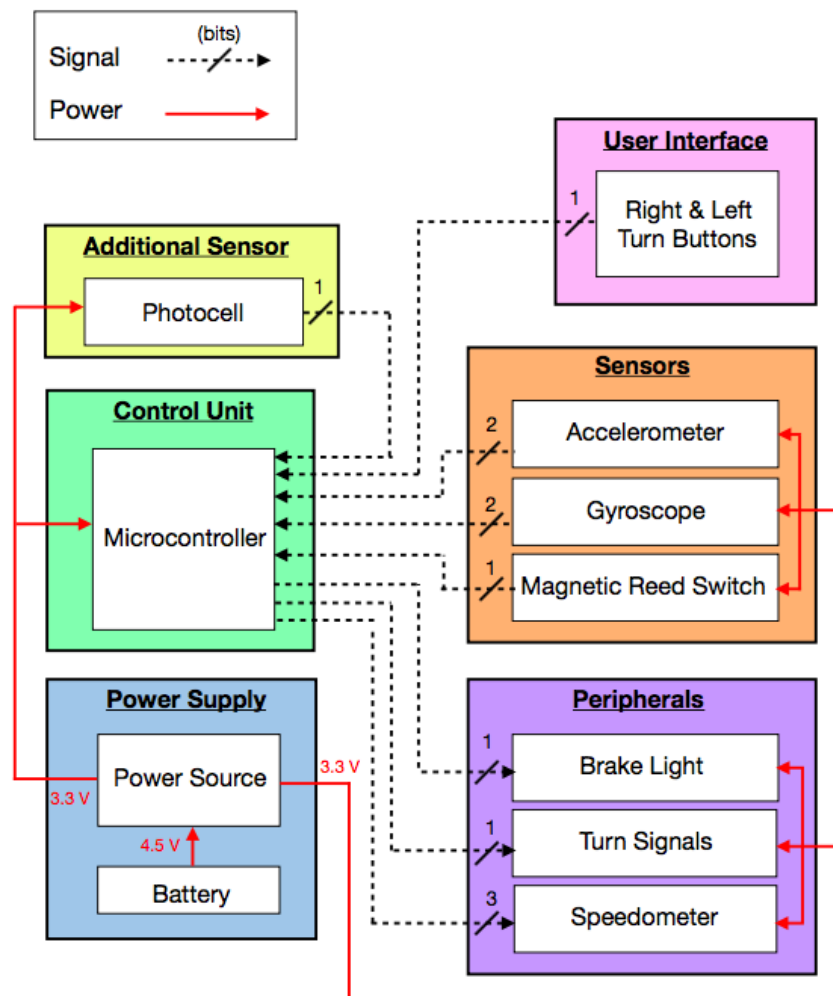 (bits)
Signal
Power
User Interface
1
Right & Left
Turn Buttons
Additional Sensor
1
Photocell
Sensors
2
Accelerometer
2
Gyroscope
1
Magnetic Reed Switch
Control Unit
Microcontroller
Power Supply
Power Source
3.3 V
3.3 V
4.5 V
Battery
Peripherals
1
Brake Light
1
Turn Signals
3
Speedometer